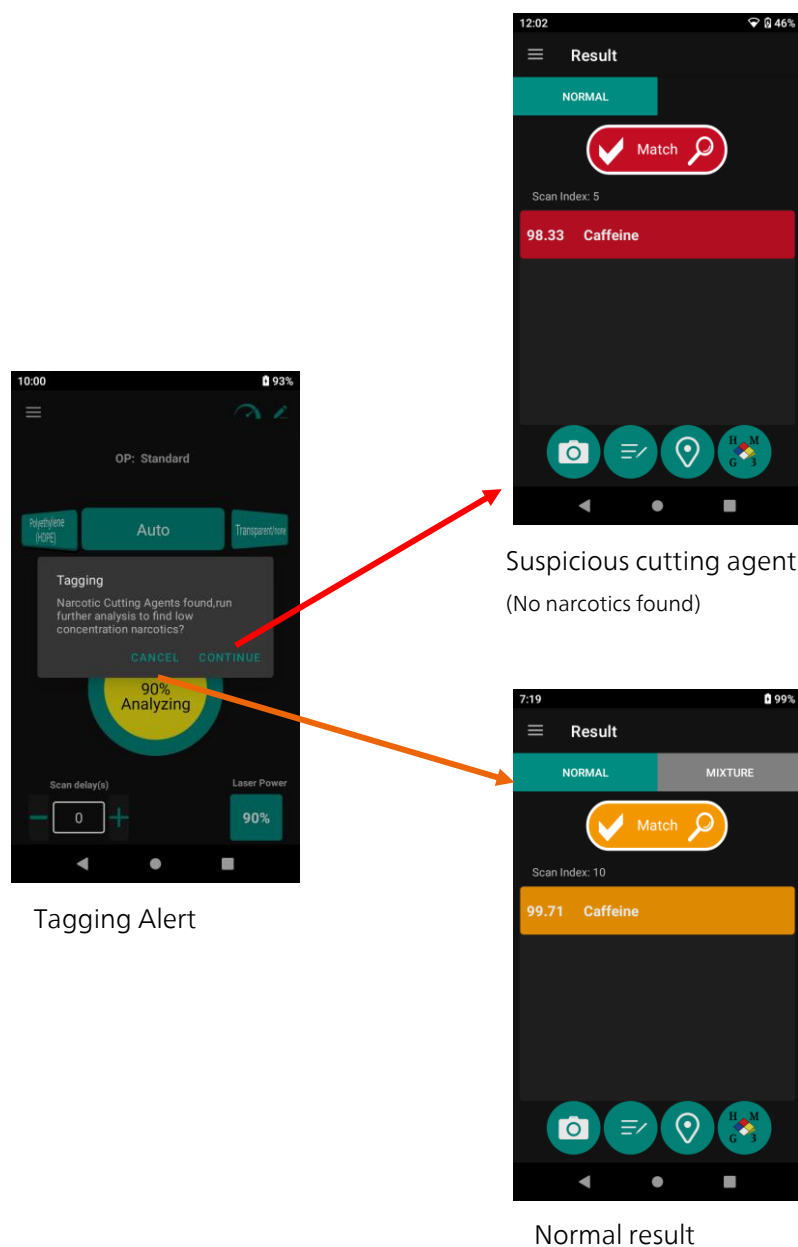 10:00
93%
OP: Standard
Polyethylene
(HDPE)
Auto
Transparent/none
Tagging
Narcotic Cutting Agents found,run
further analysis to find low
concentration narcotics?
CANCEL CONTINUE
90%
Analyzing
Scan delay(s)
Laser Power
0
90%
Tagging Alert
12:02
46%
Result
NORMAL
Match
Scan Index: 5
98.33 Caffeine
H M
G 3
Suspicious cutting agent
(No narcotics found)
7:19
99%
Result
NORMAL MIXTURE
Match
Scan Index: 10
99.71 Caffeine
H M
G 3
Normal result